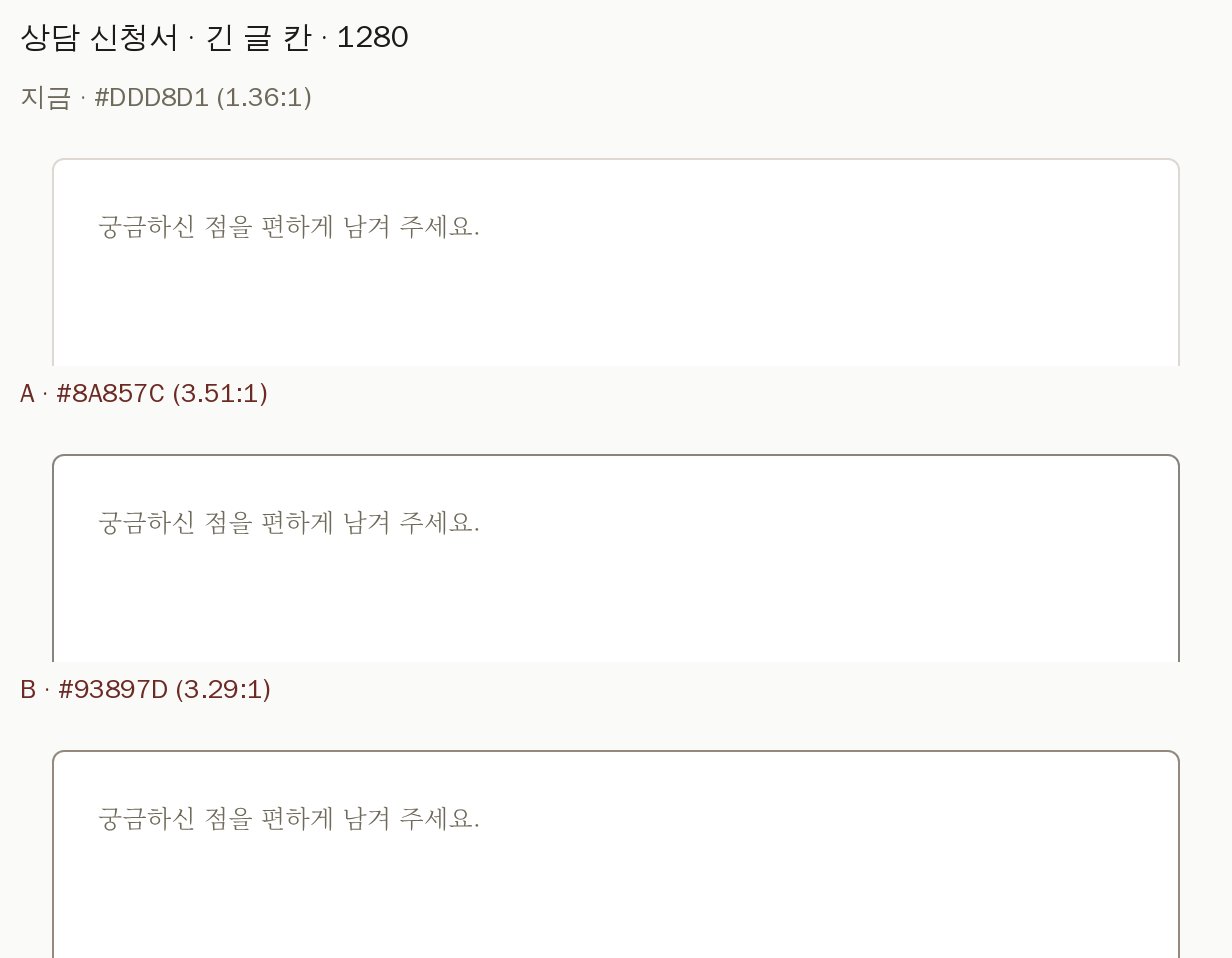 상담 신청서 · 긴 글 칸 · 1280
지금 · #DDD8D1 (1.36:1)
궁금하신 점을 편하게 남겨 주세요.
A · #8A857C (3.51:1)
궁금하신 점을 편하게 남겨 주세요.
B · #93897D (3.29:1)
궁금하신 점을 편하게 남겨 주세요.